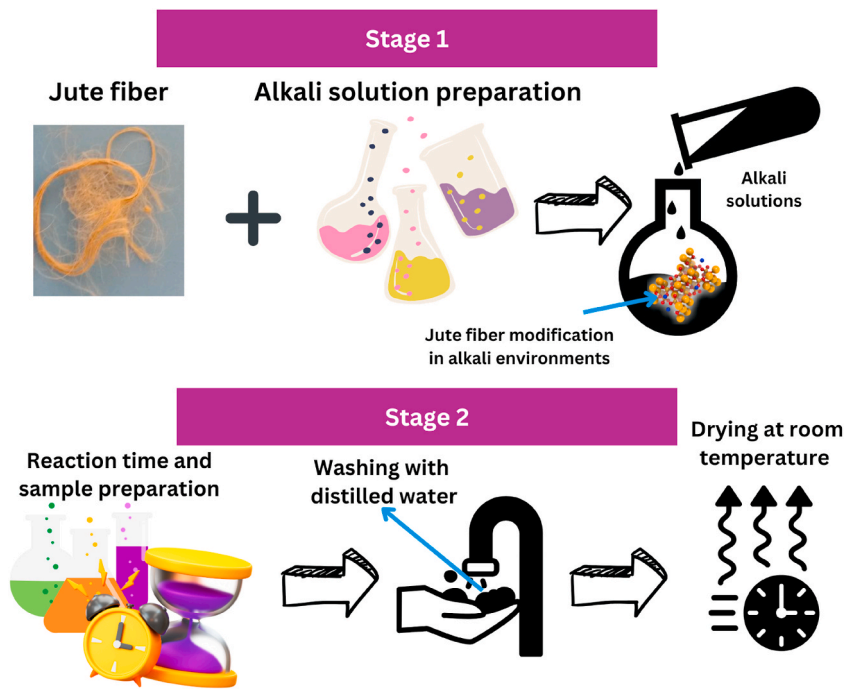 Stage 1
Jute fiber
Alkali solution preparation
Alkali
solutions
Jute fiber modification
in alkali environments
Stage 2
Reaction time and
sample preparation
Washing with
distilled water
Drying at room
temperature